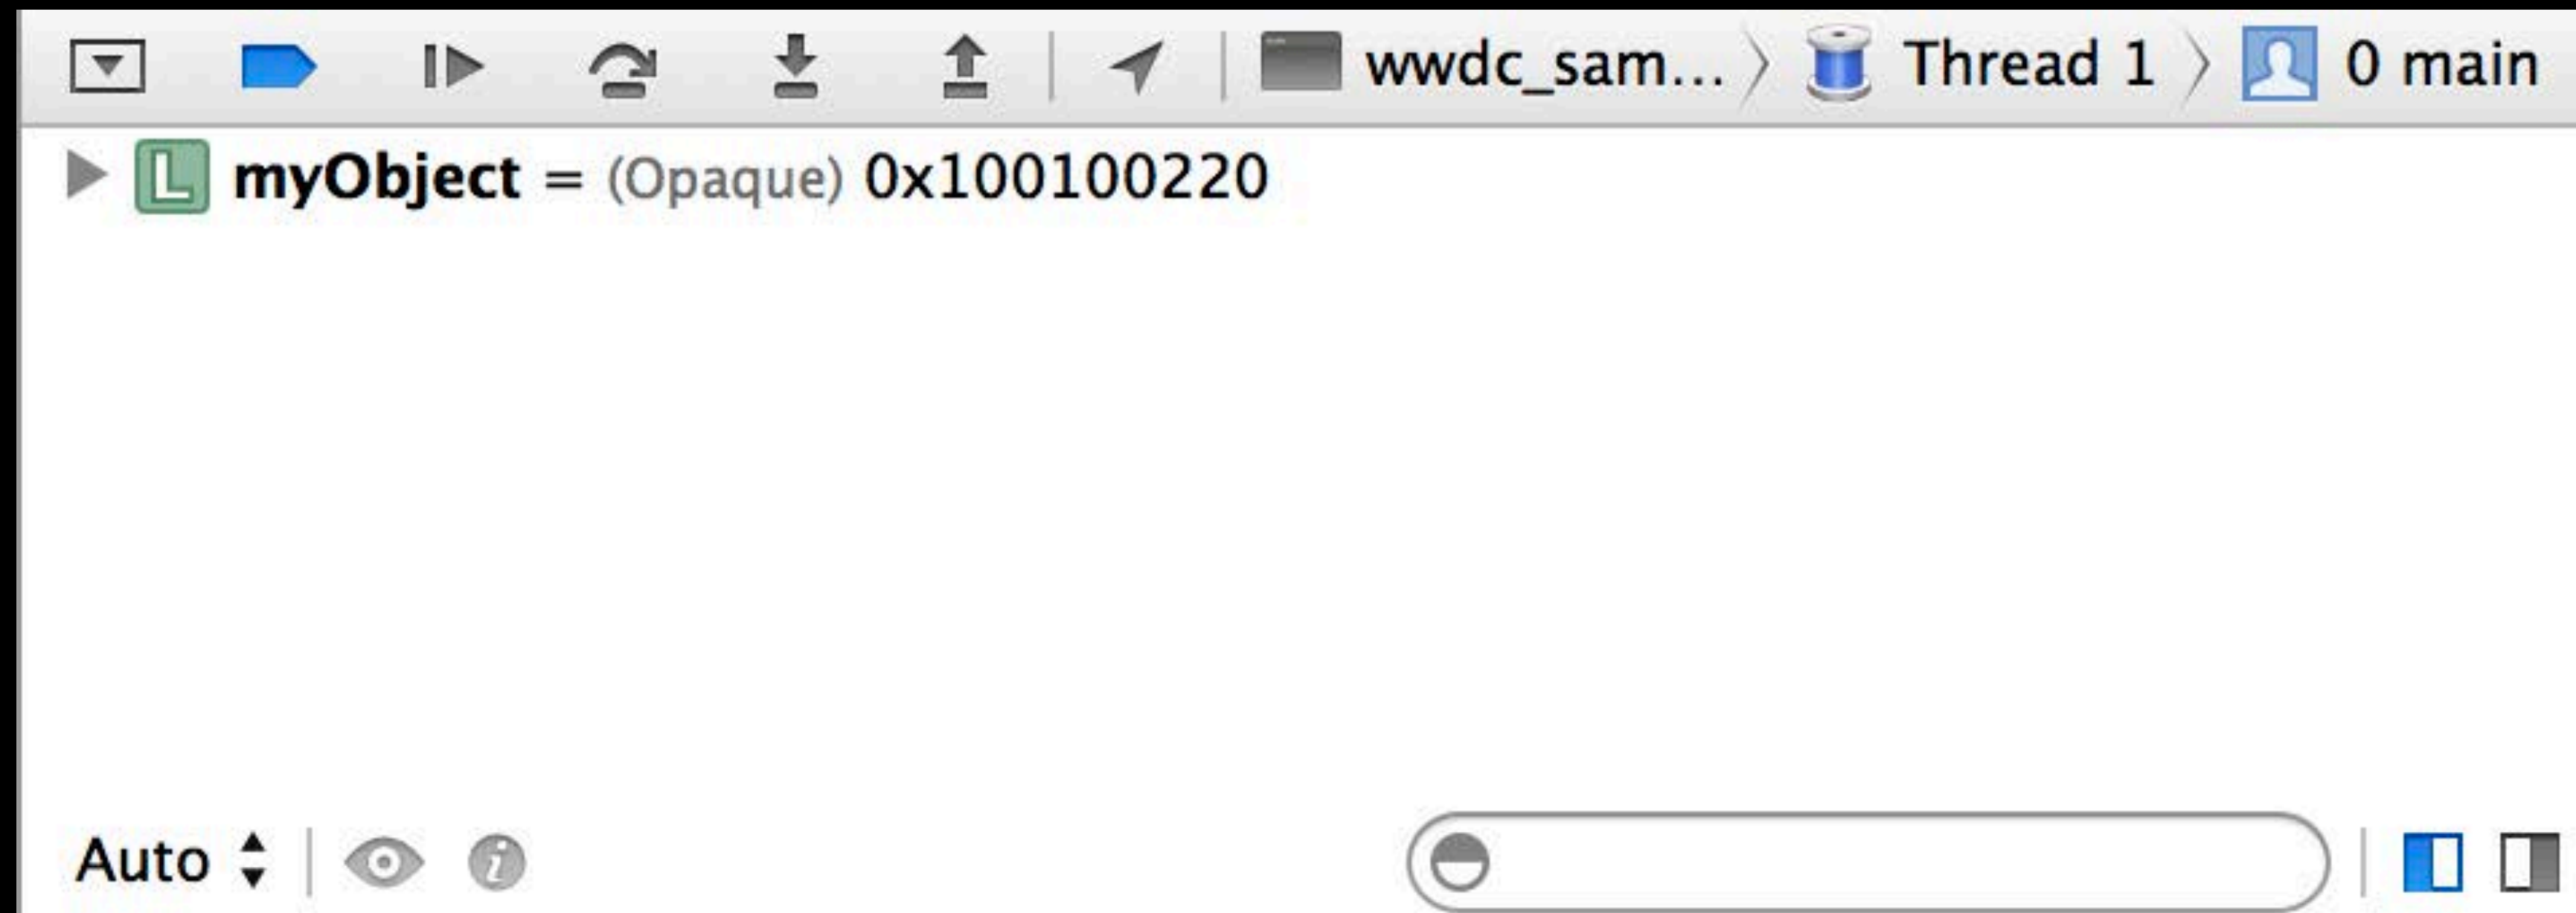 wwdc_sam... Thread 1 0 main
L myObject = (Opaque) 0x100100220
Auto